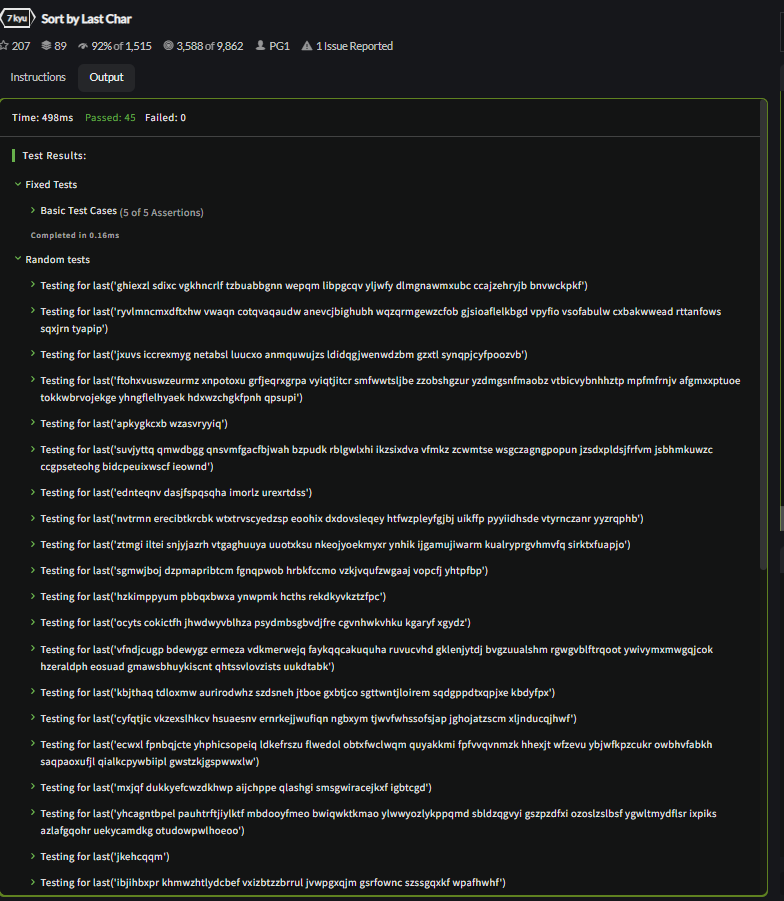 7 kyu Sort by Last Char
207 89 92% of 1,515 3,588 of 9,862 PG1 1 Issue Reported
Instructions Output
Time: 498ms Passed: 45 Failed: 0
Test Results:
Fixed Tests
Basic Test Cases (5 of 5 Assertions)
Completed in 0.16ms
Random tests
Testing for last('ghiexzl sdixc vgkhncrlf tzbuabbgnn wepqm libpgcqv yljwfy dlmgnawmxubc ccajzehryjb bnvwckpkf')
Testing for last('ryvlmncmxdftxhw vwaqn cotqvaqaudw anevcjbighubh wqzqrmgewzcfob gjsioaflelkbgd vpyfio vsofabulw cxbakwwead rttanfows
sqxjrn tyapip')
Testing for last('jxuvs iccrexmyg netabsl luucxo anmquwujzs ldidqgjwenwdzbm gzxtl synqpjcyfpoozvb')
Testing for last('ftohxvuswzeurmz xnpotoxu grfjeqrxgrpa vyiqtjitcr smfwwtsljbe zzobshgzur yzdmgsnfmaobz vtbicvybnhhztp mpfmfrnjv afgmxxptuoe
tokkwbrvojekge yhngflelhyaek hdxwzchgkfpnh qpsupi')
Testing for last('apkygkcxb wzasvryyiq')
Testing for last('suvjyttq qmwdbgg qnsvmfgacfbjwah bzpudk rblgwlxhi ikzsixdva vfmkz zcwmtse wsgczagngpopun jzsdxpldsjfrfvm jsbhmkuwzc
ccgpseteohg bidcpeuixwscf ieownd')
Testing for last('ednteqnv dasjfspqsqha imorlz urexrtdss')
Testing for last('nvtrmn erecibtkrcbk wtxtrvscyedzsp eoohix dxdovsleqey htfwzpleyfgjbj uikffp pyyiidhsde vtyrnczanr yyzrqphb')
Testing for last('ztmgi iltei snjyjazrh vtgaghuuya uuotxksu nkeojyoekmyxr ynhik ijgamujiwarm kualryprgvhmvfq sirktxfuapjo')
Testing for last('sgmwjboj dzpmapribtcm fgnqpwob hrbkfccmo vzkjvqufzwgaaj vopcfj yhtpfbp')
Testing for last('hzkimppyum pbbqxbwxa ynwpmk hcths rekdkyvkztzfpc')
Testing for last('ocyts cokictfh jhwdwyvblhza psydmbsgbvdjfre cgvnhwkvhku kgaryf xgydz')
Testing for last('vfndjcugp bdewygz ermeza vdkmerwejq faykqqcakuquha ruvucvhd gklenjytdj bvgzuualshm rgwgvblftrqoot ywivymxmwgqjcok
hzeraldph eosuad gmawsbhuykiscnt qhtssvlovzists uukdtabk')
Testing for last('kbjthaq tdloxmw aurirodwhz szdsneh jtboe gxbtjco sgttwntjloirem sqdgppdtxqpjxe kbdyfpx')
Testing for last('cyfqtjic vkzexslhkcv hsuaesnv ernrkejjwufiqn ngbxym tjwvfwhssofsjap jghojatzscm xljnducqjhwf')
Testing for last('ecwxl fpnbqjcte yhphicsopeiq ldkefrszu flwedol obtxfwclwqm quyakkmi fpfvvqvnmzk hhexjt wfzevu ybjwfkpzcukr owbhvfabkh
saqpaoxufjl qialkcpywbiipl gwstzkjgspwwxlw')
Testing for last('mxjqf dukkyefcwzdkhwp aijchppe qlashgi smsgwiracejkxf igbtcgd')
Testing for last('yhcagntbpel pauhtrftjiylktf mbdooyfmeo bwiqwktkmao ylwwyozlykppqmd sbldzqgvyi gszpzdfxi ozoslzslbsf ygwltmydflsr ixpiks
azlafgqohr uekycamdkg otudowpwlhoeoo')
Testing for last('jkehcqqm')
Testing for last('ibjihbxpr khmwzhtlydcbef vxizbtzzbrrul jvwpgxqjm gsrfownc szssgqxkf wpafhwhf')